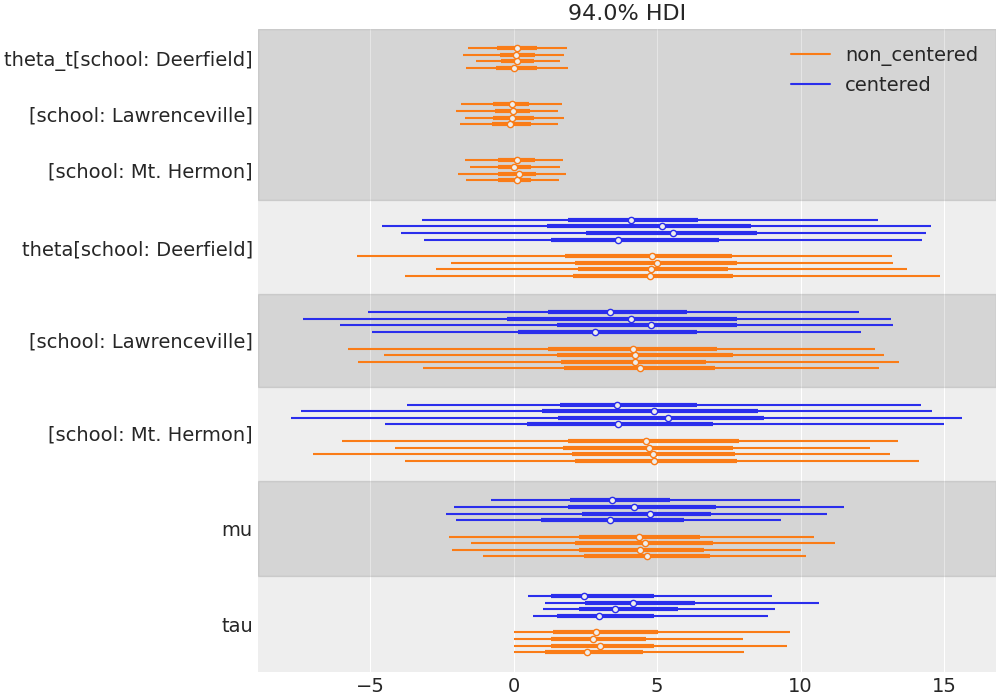 94.0% HDI
theta_t[school: Deerfield]
[school: Lawrenceville]
[school: Mt. Hermon]
theta[school: Deerfield]
[school: Lawrenceville]
[school: Mt. Hermon]
mu
tau
non_centered
centered
−5 0 5 10 15